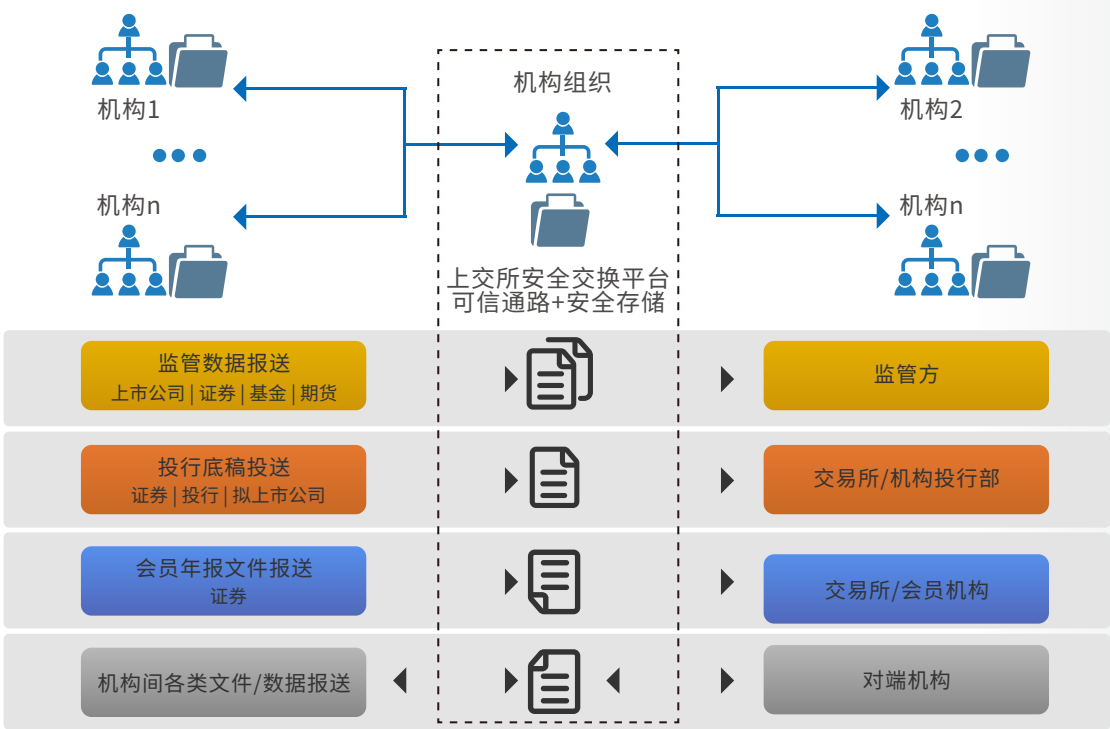 机构组织
机构1
机构2
机构n
机构n
上交所安全交换平台
可信通路+安全存储
监管数据报送
上市公司|证券|基金|期货
监管方
投行底稿投送
证券|投行|拟上市公司
交易所/机构投行部
会员年报文件报送
证券
交易所/会员机构
机构间各类文件/数据报送
对端机构